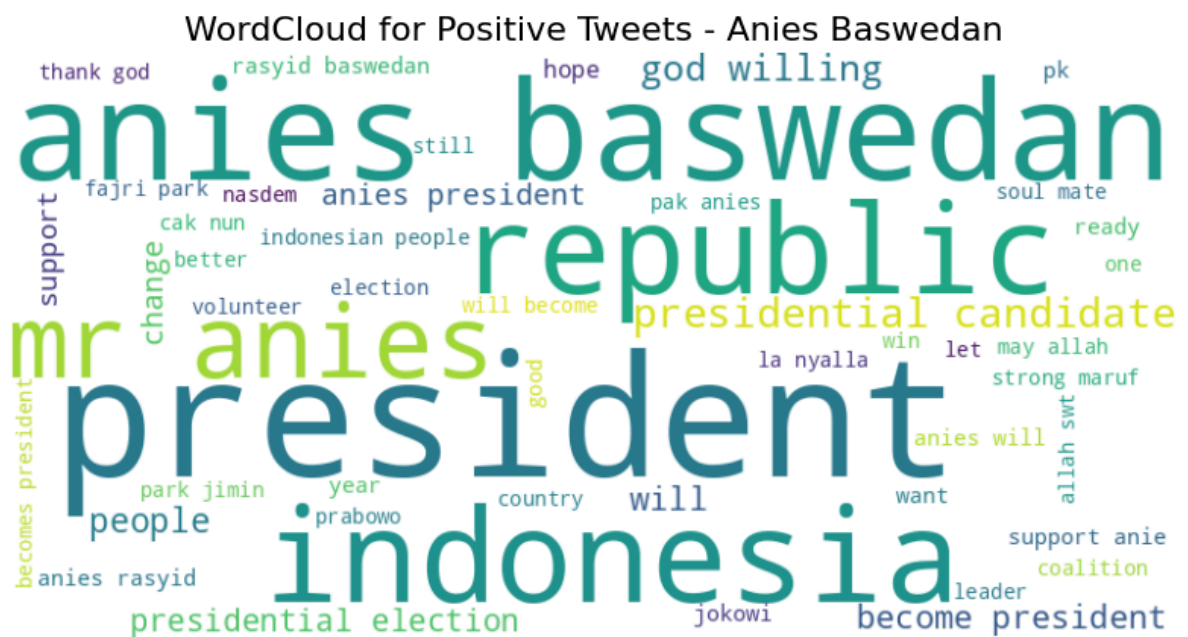 WordCloud for Positive Tweets - Anies Baswedan
thank god
rasyid baswedan
hope
god willing
pk
anies baswedan
still
fajri park
nasdem
anies president
pak anies
soul mate
support
cak nun
indonesian people
republic
ready
change
better
one
election
volunteer
will become
presidential candidate
mr anies
win
let
may allah
la nyalla
good
strong maruf
president
becomes president
allah swt
anies will
park jimin
year
country
will
want
people
prabowo
indonesia
support anie
anies rasyid
coalition
leader
presidential election
jokowi
become president